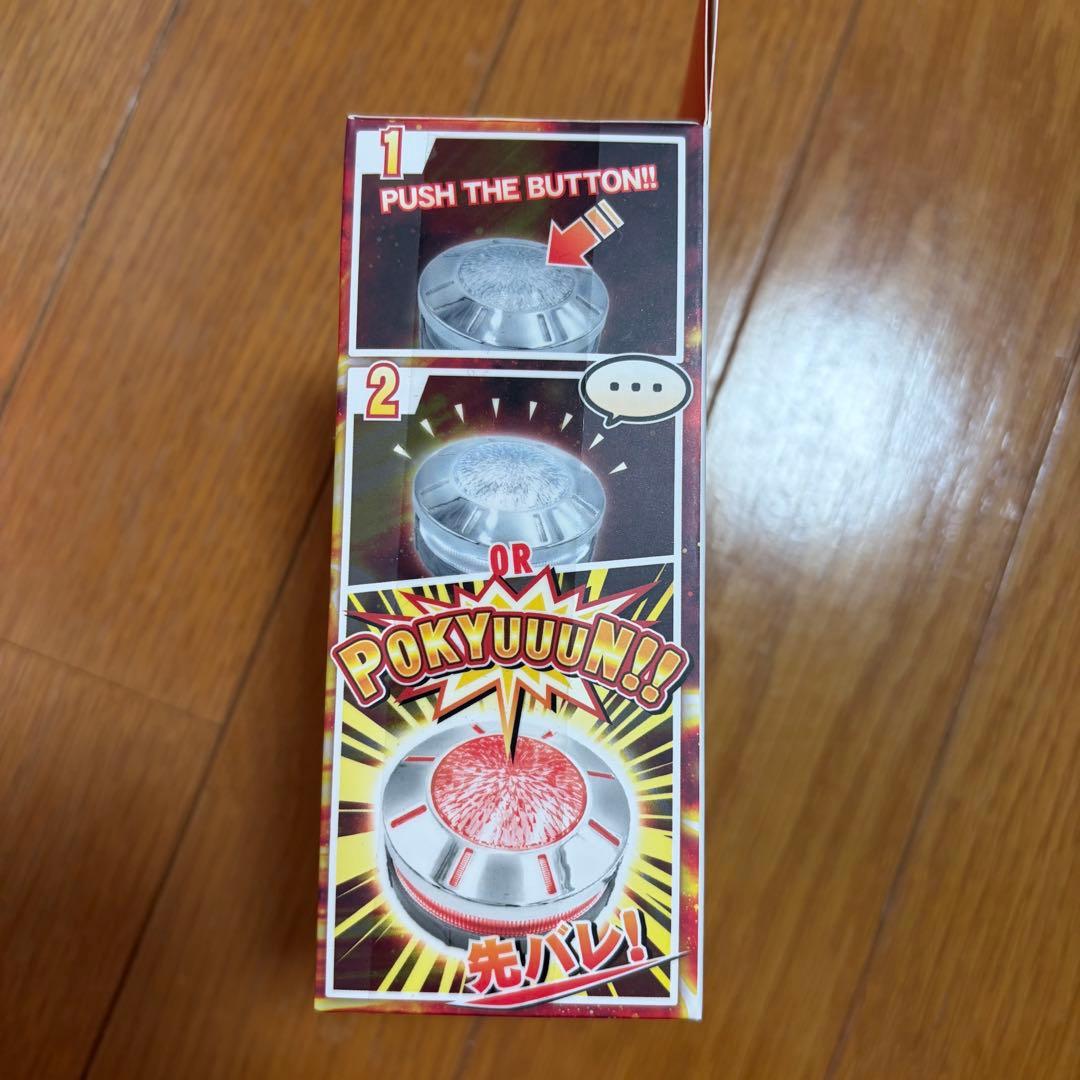 1
PUSH THE BUTTON!!
2
...
OR
POKYUUUN!!
先バレ!